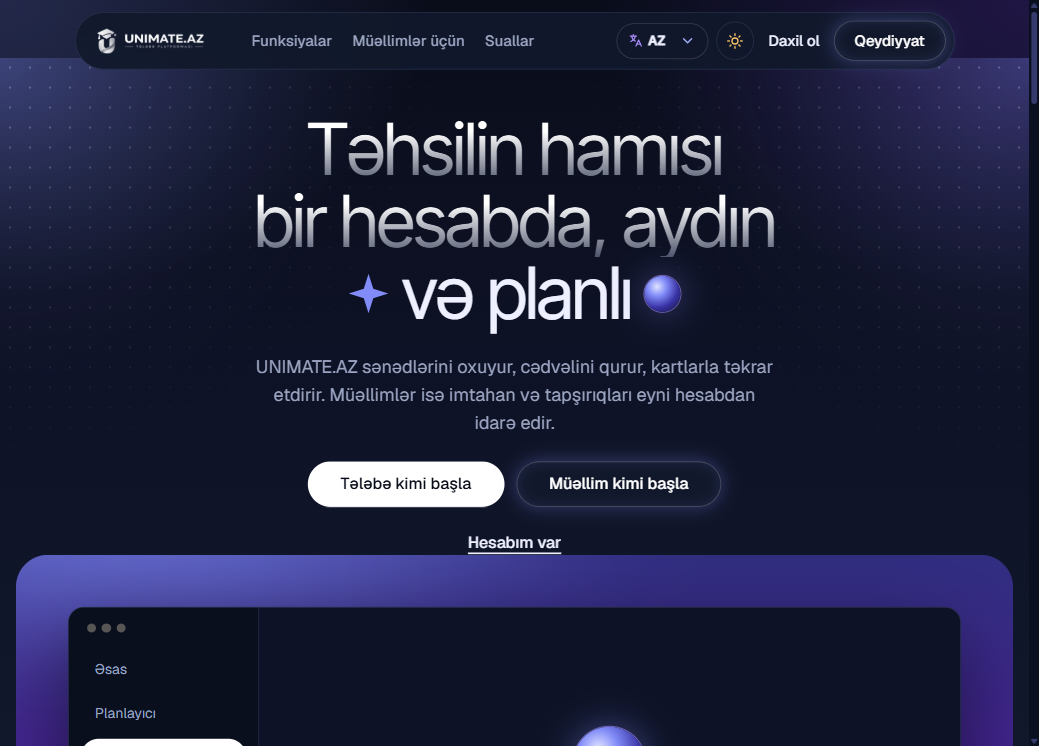 UNIMATE.AZ
TƏLƏBƏ PLATFORMASI
Funksiyalar
Müəllimlər üçün
Suallar
AZ
Daxil ol
Qeydiyyat
Təhsilin hamısı
bir hesabda, aydın
və planlı
UNIMATE.AZ sənədlərini oxuyur, cədvəlini qurur, kartlarla təkrar
etdirir. Müəllimlər isə imtahan və tapşırıqları eyni hesabdan
idarə edir.
Tələbə kimi başla
Müəllim kimi başla
Hesabım var
Əsas
Planlayıcı